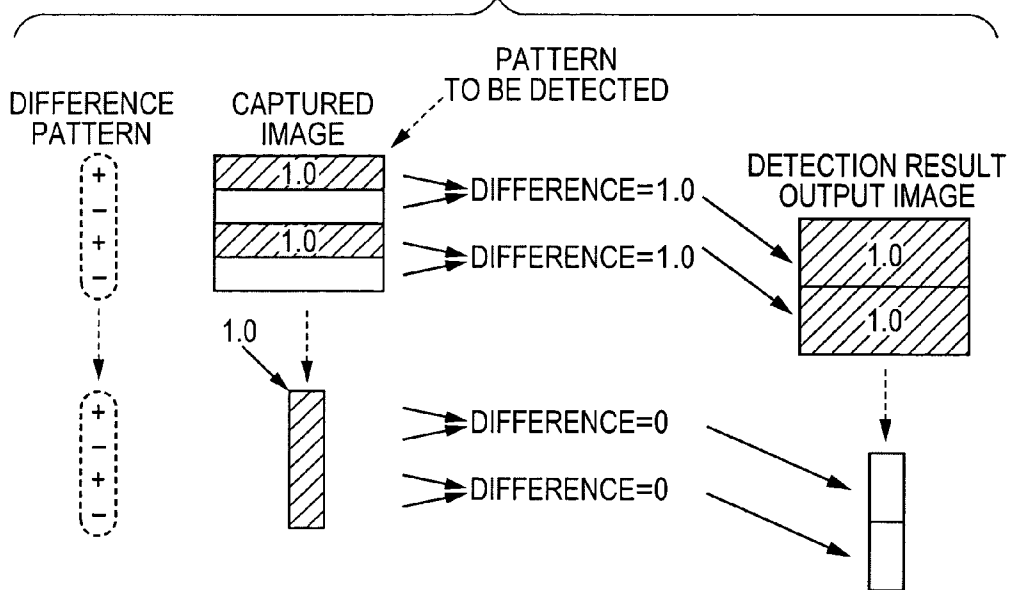 PATTERN
TO BE DETECTED
DIFFERENCE
PATTERN
CAPTURED
IMAGE
DETECTION RESULT
OUTPUT IMAGE
+
−
+
−
1.0
1.0
DIFFERENCE=1.0
DIFFERENCE=1.0
1.0
1.0
1.0
+
−
+
−
DIFFERENCE=0
DIFFERENCE=0